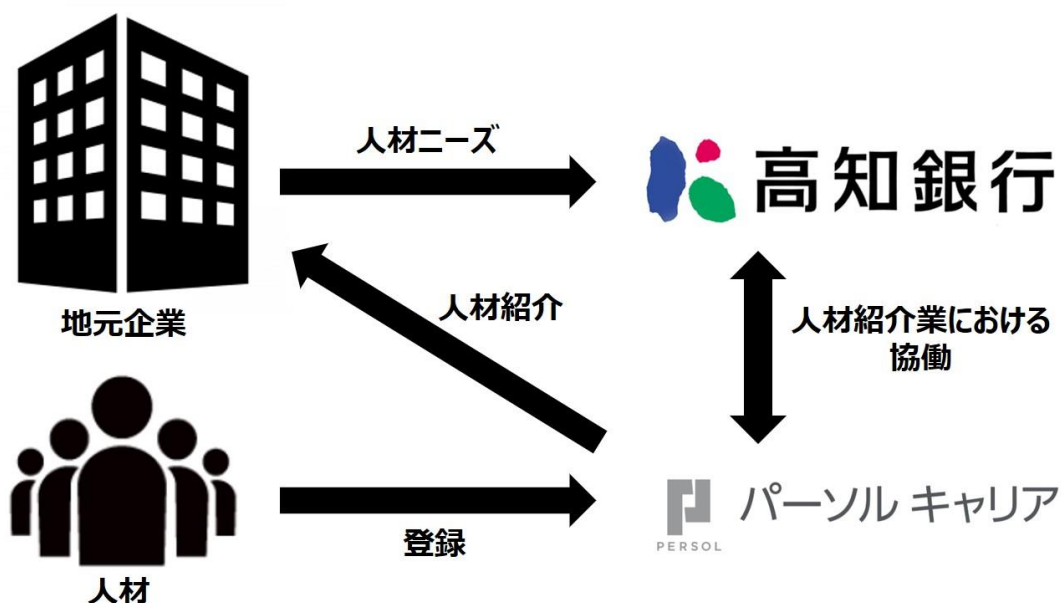 人材ニーズ
高知銀行
地元企業
人材紹介
人材紹介業における
協働
人材
登録
PERSOL
パーソルキャリア